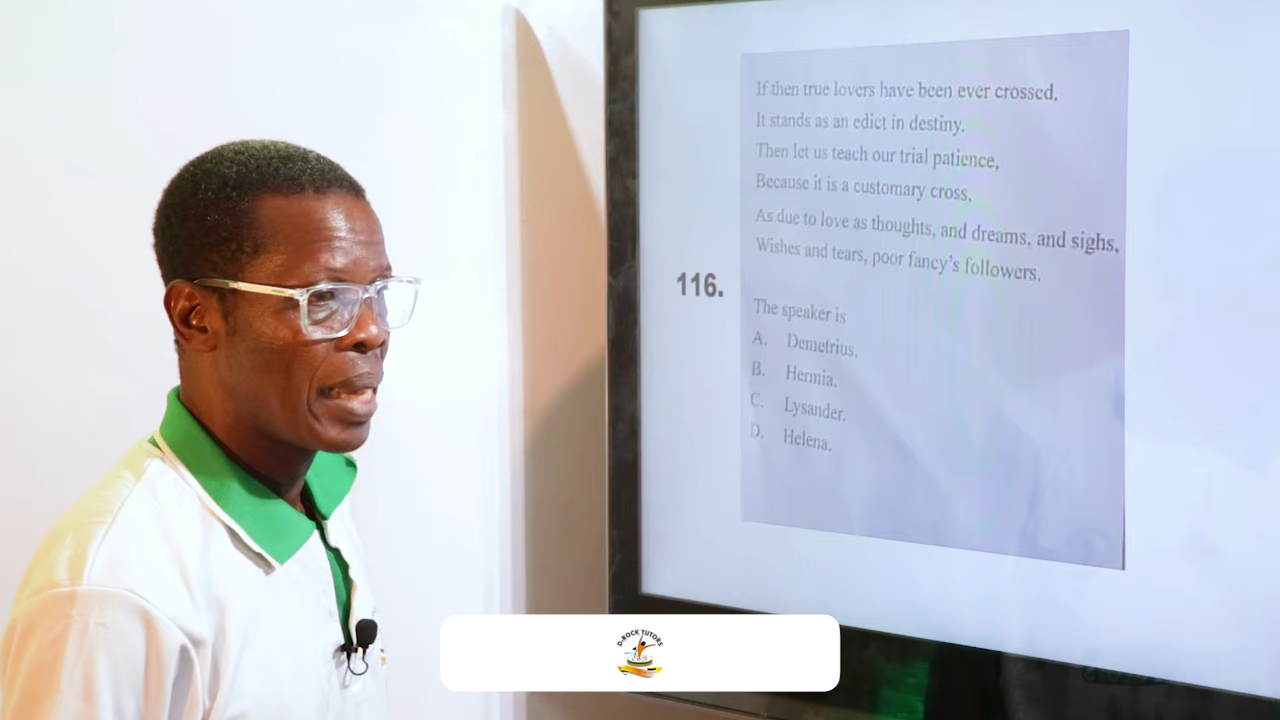 If then true lovers have been ever crossed,
It stands as an edict in destiny.
Then let us teach our trial patience,
Because it is a customary cross,
As due to love as thoughts, and dreams, and sighs,
Wishes and tears, poor fancy's followers.
116.
The speaker is
A. Demetrius,
B. Hermia.
C. Lysander.
D. Helena.
D-ROCK TUTORS